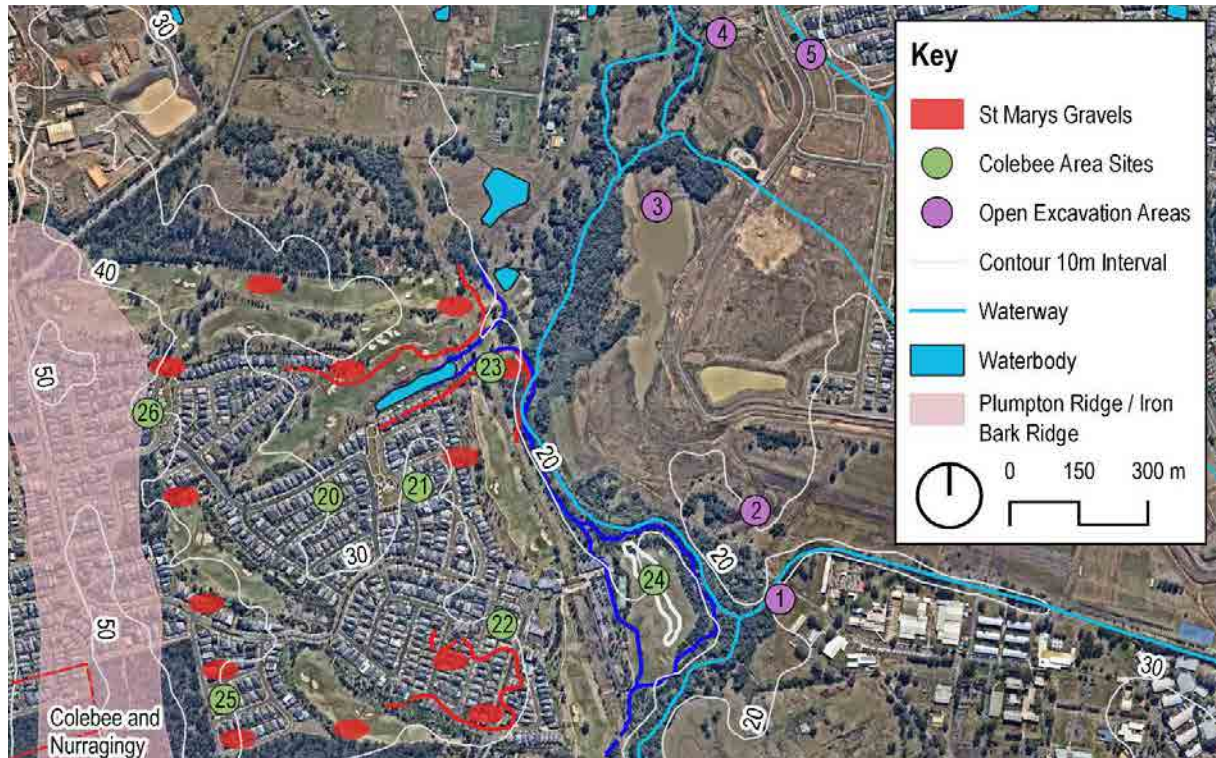 30
4
5
Key
St Marys Gravels
Colebee Area Sites
3
Open Excavation Areas
40
Contour 10m Interval
Waterway
Waterbody
50
23
26
Plumpton Ridge / Iron
Bark Ridge
20
0 150 300 m
20
21
2
30
20
24
1
22
50
30
25
20
Colebee and
Nurragingy